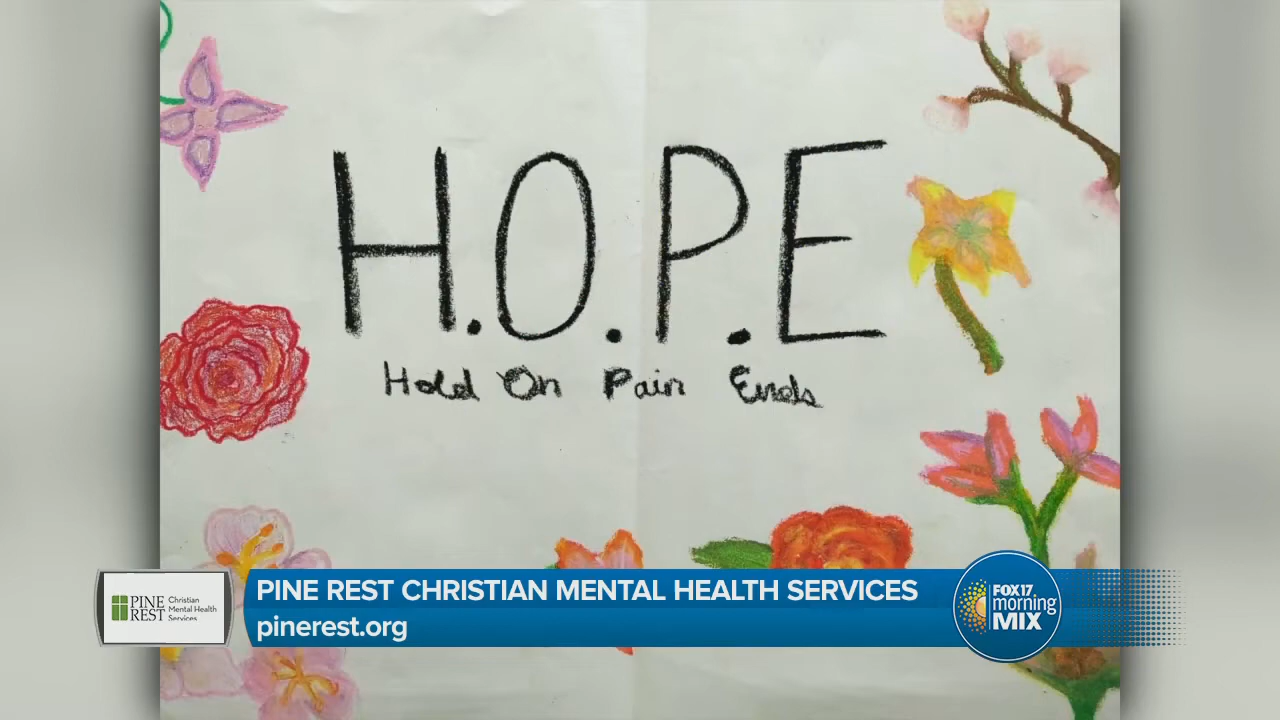 H.O.P.E
Hold On Pain Ends
PINE REST CHRISTIAN MENTAL HEALTH SERVICES
pinerest.org
PINE REST
Christian
Mental Health
Services
FOX17
morning
MIX